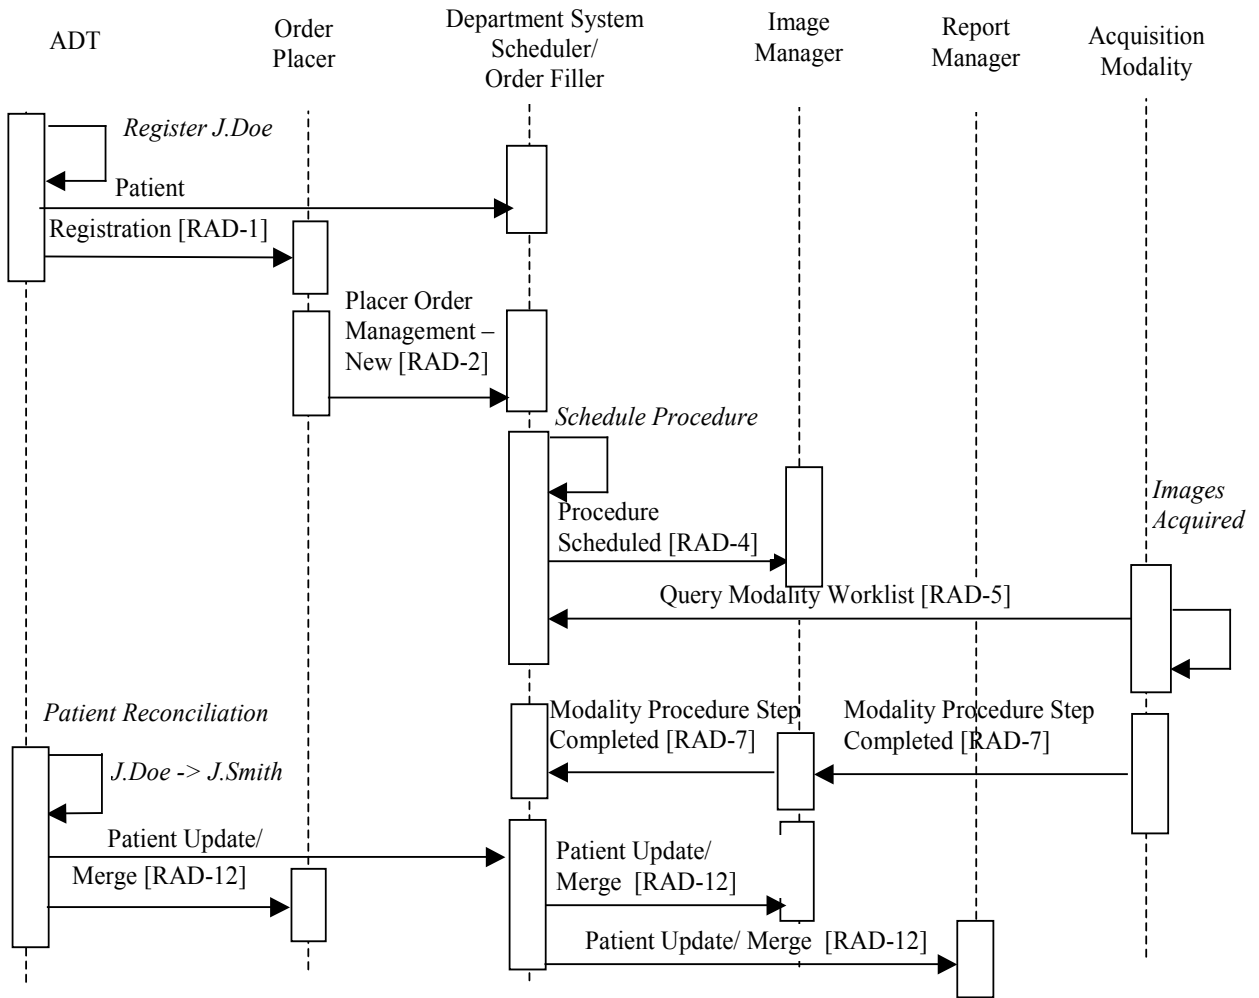 ADT
Order
Placer
Department System
Scheduler/
Order Filler
Image
Manager
Report
Manager
Acquisition
Modality
Register J.Doe
Patient
Registration [RAD-1]
Placer Order
Management –
New [RAD-2]
Schedule Procedure
Procedure
Scheduled [RAD-4]
Images
Acquired
Query Modality Worklist [RAD-5]
Modality Procedure Step
Completed [RAD-7]
Modality Procedure Step
Completed [RAD-7]
Patient Reconciliation
J.Doe -> J.Smith
Patient Update/
Merge [RAD-12]
Patient Update/
Merge [RAD-12]
Patient Update/ Merge [RAD-12]